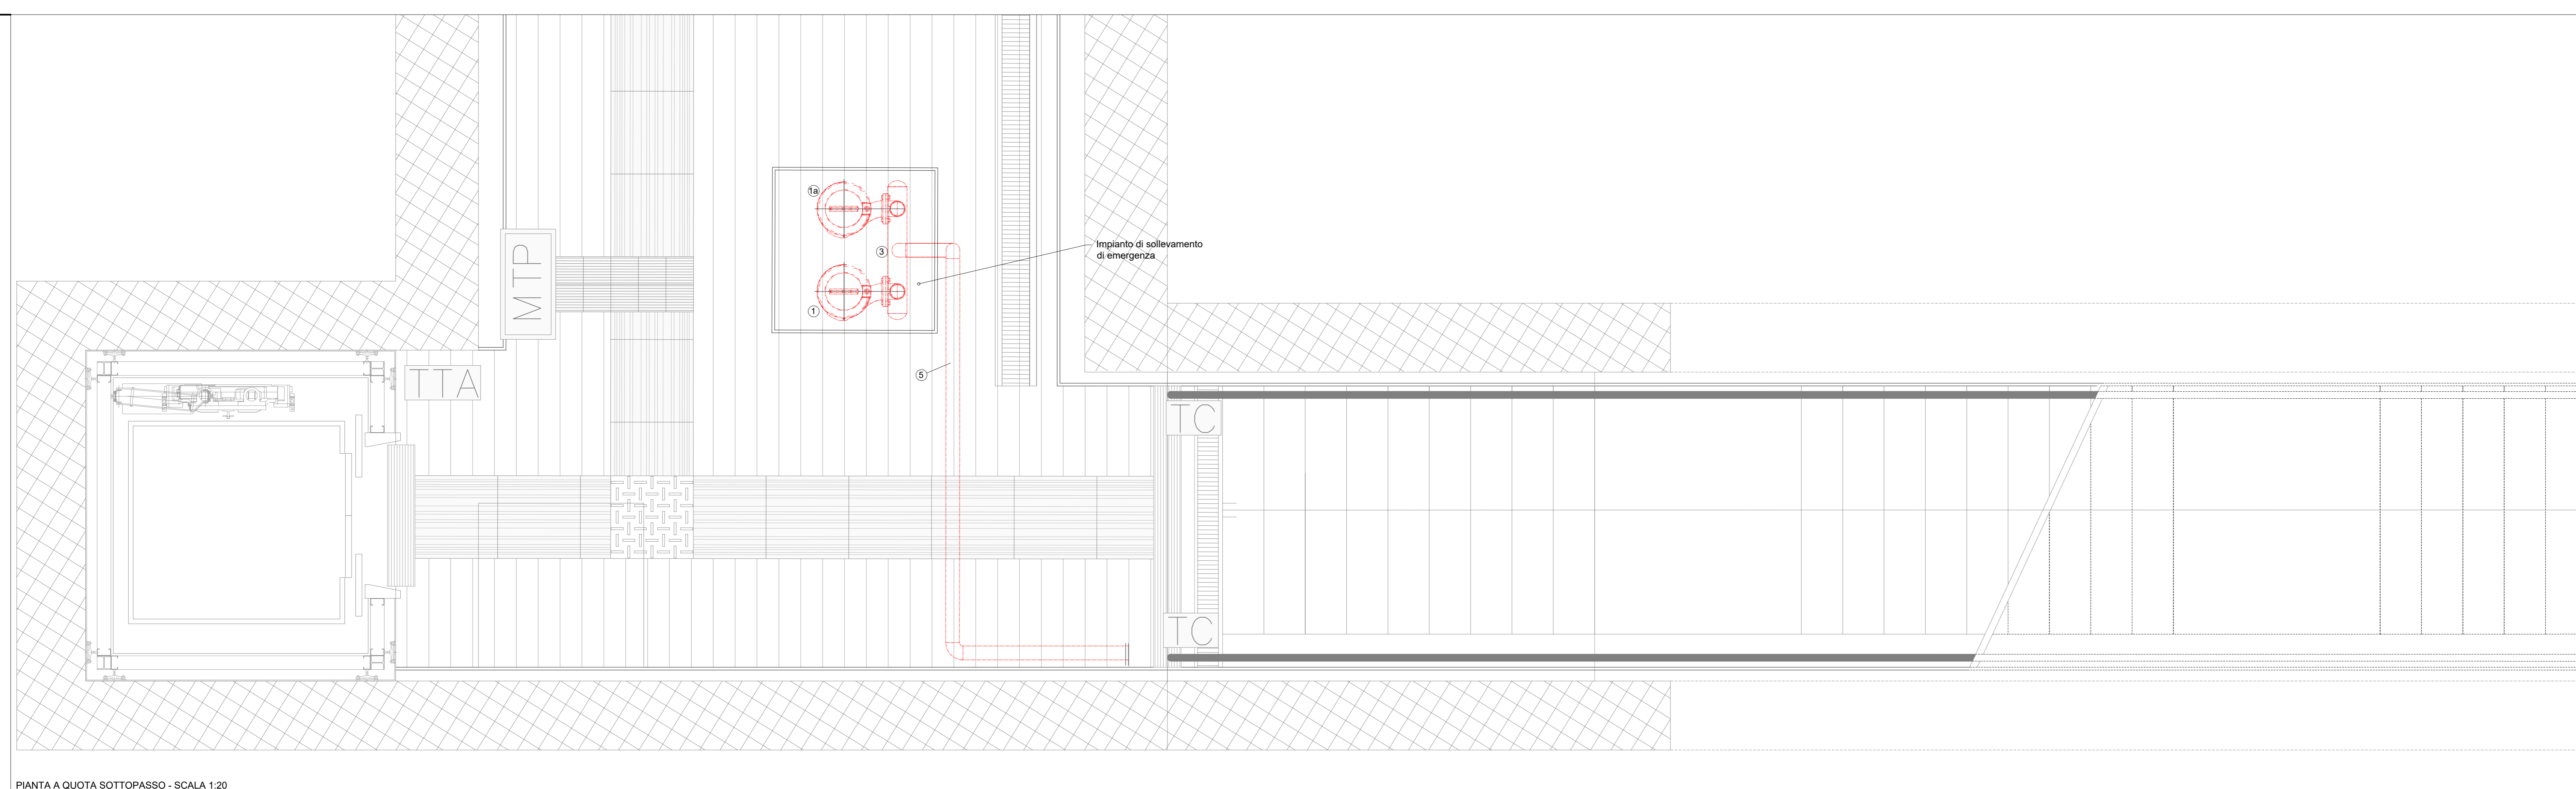 1a
Impianto di sollevamento
di emergenza
3
MTP
1
TTA
5
TC
TC
PIANTA A QUOTA SOTTOPASSO - SCALA 1:20